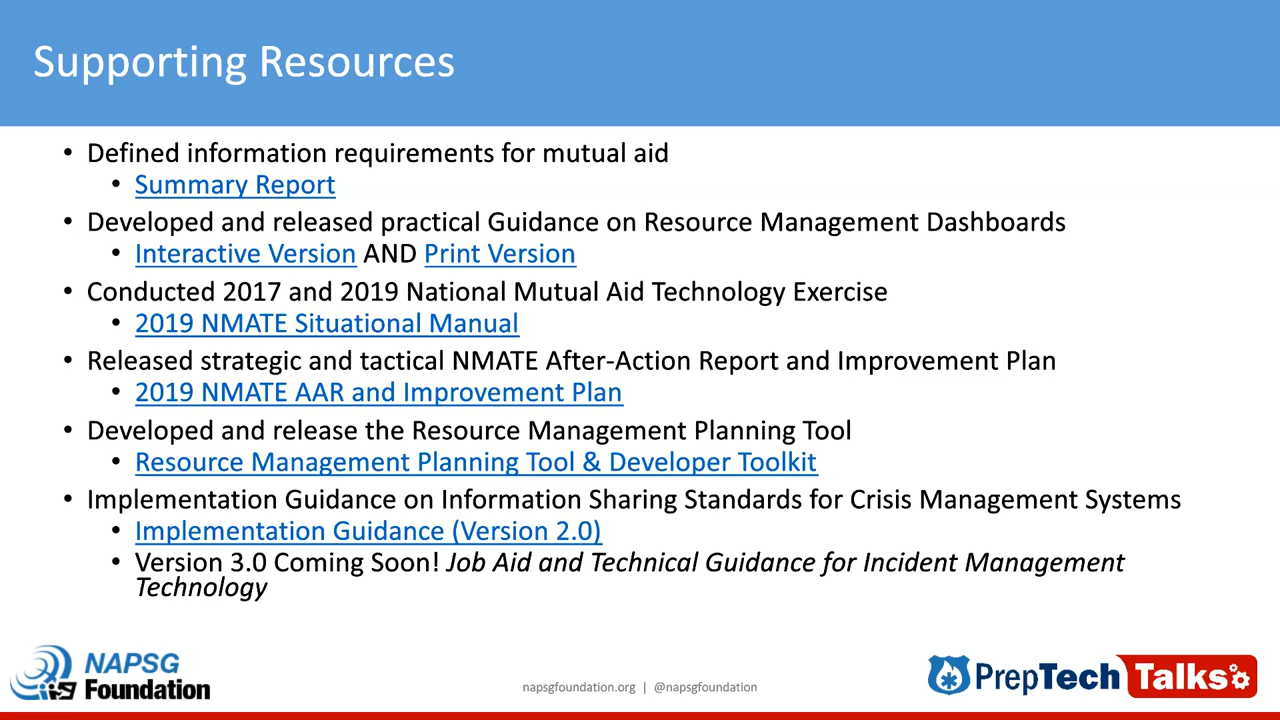 Supporting Resources
• Defined information requirements for mutual aid
• Summary Report
• Developed and released practical Guidance on Resource Management Dashboards
• Interactive Version AND Print Version
• Conducted 2017 and 2019 National Mutual Aid Technology Exercise
• 2019 NMATE Situational Manual
• Released strategic and tactical NMATE After-Action Report and Improvement Plan
• 2019 NMATE AAR and Improvement Plan
• Developed and release the Resource Management Planning Tool
• Resource Management Planning Tool & Developer Toolkit
• Implementation Guidance on Information Sharing Standards for Crisis Management Systems
• Implementation Guidance (Version 2.0)
• Version 3.0 Coming Soon! Job Aid and Technical Guidance for Incident Management
Technology
NAPSG
Foundation
napsgfoundation.org | @napsgfoundation
PrepTech Talks